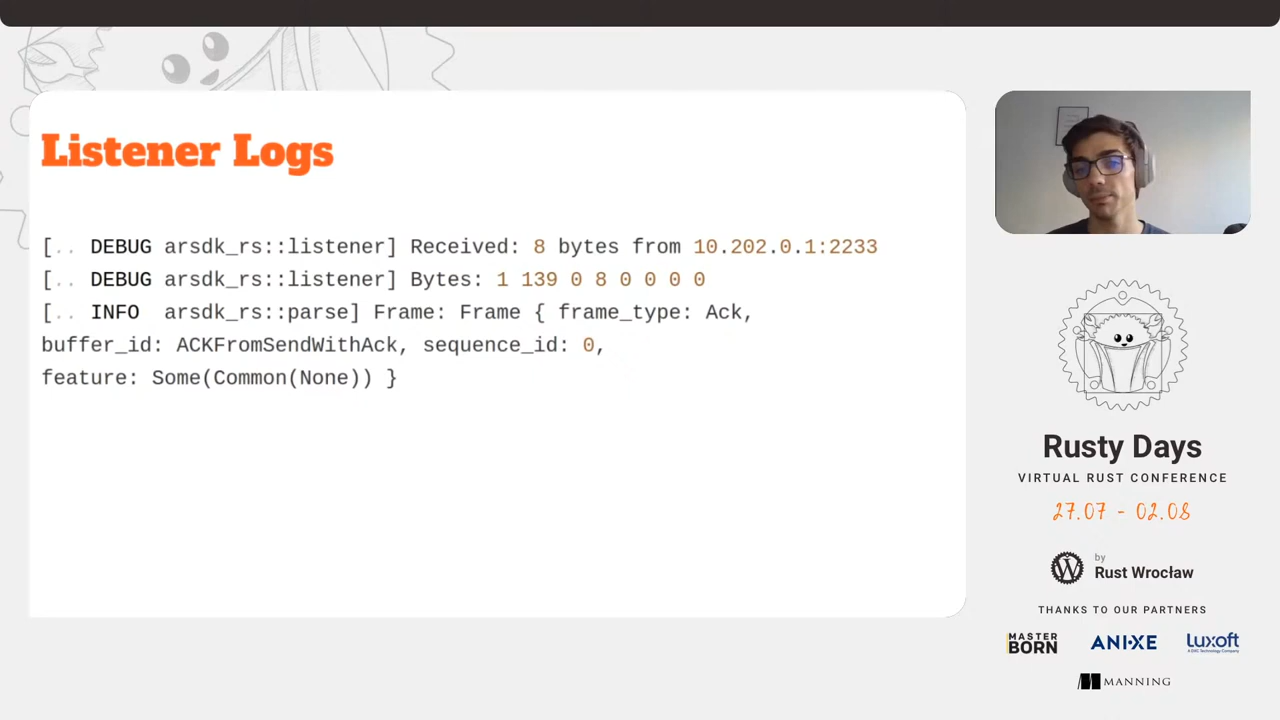 Listener Logs
[.. DEBUG arsdk_rs::listener] Received: 8 bytes from 10.202.0.1:2233
[.. DEBUG arsdk_rs::listener] Bytes: 1 139 0 8 0 0 0 0
[.. INFO  arsdk_rs::parse] Frame: Frame { frame_type: Ack,
buffer_id: ACKFromSendWithAck, sequence_id: 0,
feature: Some(Common(None)) }
Rusty Days
VIRTUAL RUST CONFERENCE
27.07 - 02.08
by
Rust Wrocław
THANKS TO OUR PARTNERS
MASTER
BORN
ANIXE
Luxoft
A DXC Technology Company
MANNING